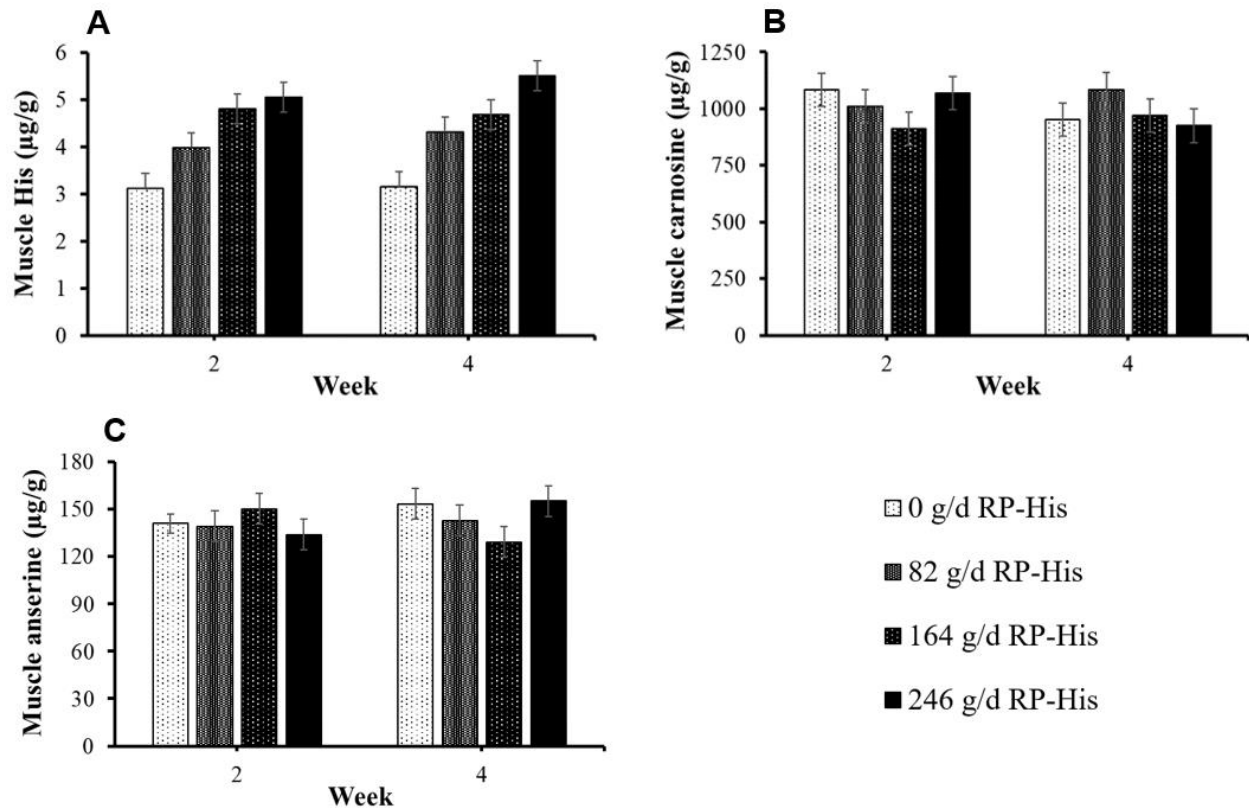 A
Muscle His (µg/g)
6
5
4
3
2
1
0
2
4
Week
B
Muscle carnosine (µg/g)
1250
1000
750
500
250
0
2
4
Week
C
Muscle anserine (µg/g)
180
150
120
90
60
30
0
2
4
Week
0 g/d RP-His
82 g/d RP-His
164 g/d RP-His
246 g/d RP-His